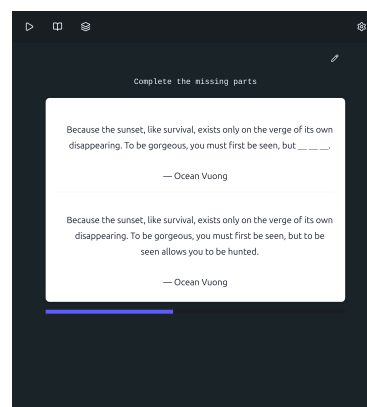 Complete the missing parts
Because the sunset, like survival, exists only on the verge of its own
disappearing. To be gorgeous, you must first be seen, but __ __ __.
— Ocean Vuong
Because the sunset, like survival, exists only on the verge of its own
disappearing. To be gorgeous, you must first be seen, but to be
seen allows you to be hunted.
— Ocean Vuong